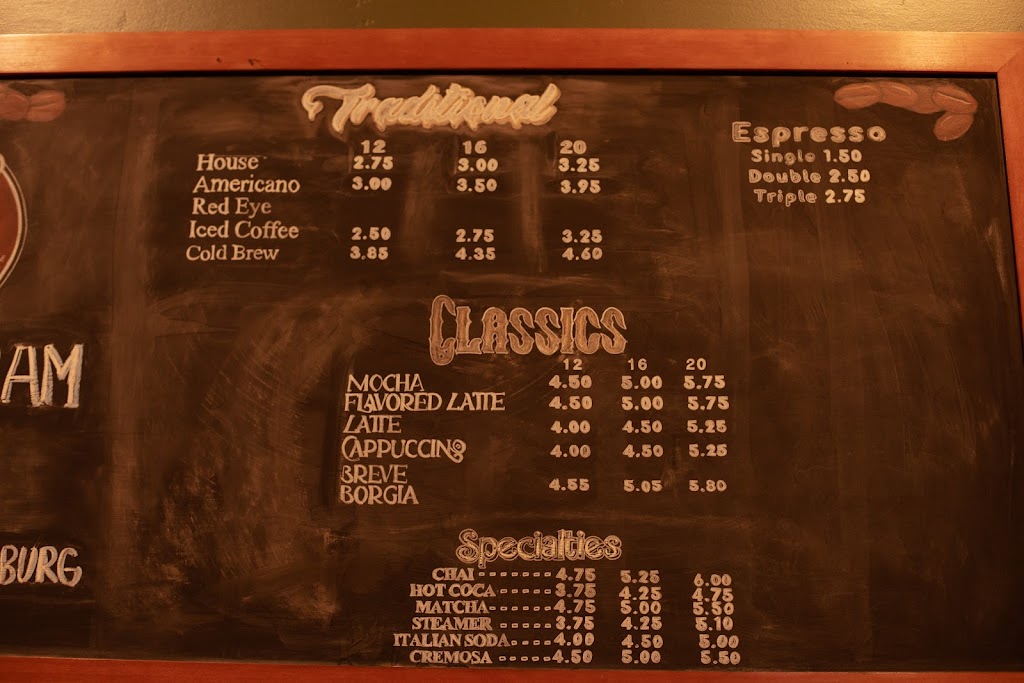 Traditional
12 16 20
House 2.75 3.00 3.25
Americano 3.00 3.50 3.95
Red Eye
Iced Coffee 2.50 2.75 3.25
Cold Brew 3.85 4.35 4.60
Espresso
Single 1.50
Double 2.50
Triple 2.75
CLASSICS
12 16 20
MOCHA 4.50 5.00 5.75
FLAVORED LATTE 4.50 5.00 5.75
LATTE 4.00 4.50 5.25
CAPPUCCINO 4.00 4.50 5.25
BREVE
BORGIA 4.55 5.05 5.80
Specialties
CHAI - - - - - - - 4.75 5.25 6.00
HOT COCA - - - - - 3.75 4.25 4.75
MATCHA - - - - - - 4.75 5.00 5.50
STEAMER - - - - - 3.75 4.25 5.10
ITALIAN SODA - - - - 4.00 4.50 5.00
CREMOSA - - - - - 4.50 5.00 5.50
AM
BURG